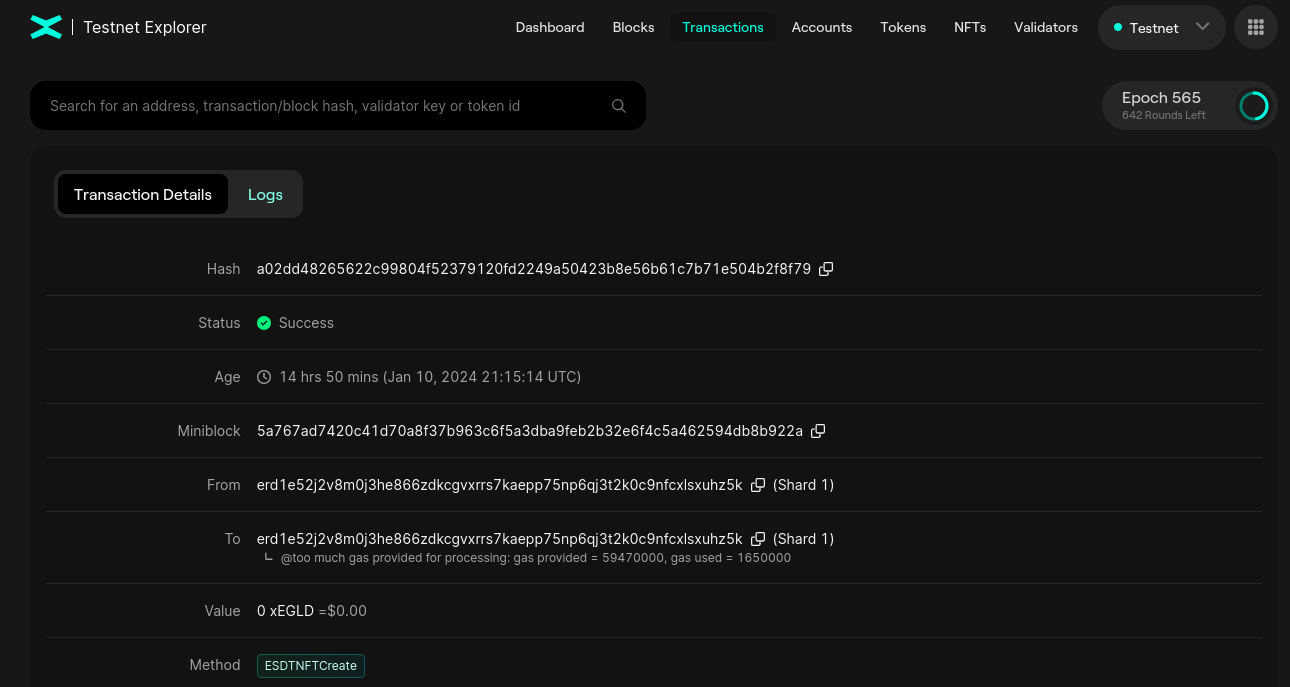 Testnet Explorer
Dashboard Blocks Transactions Accounts Tokens NFTs Validators Testnet
Search for an address, transaction/block hash, validator key or token id
Epoch 565
642 Rounds Left
Transaction Details Logs
Hash a02dd48265622c99804f52379120fd2249a50423b8e56b61c7b71e504b2f8f79
Status Success
Age 14 hrs 50 mins (Jan 10, 2024 21:15:14 UTC)
Miniblock 5a767ad7420c41d70a8f37b963c6f5a3dba9feb2b32e6f4c5a462594db8b922a
From erd1e52j2v8m0j3he866zdkcgvxrrs7kaepp75np6qj3t2k0c9nfcxlsxuhz5k (Shard 1)
To erd1e52j2v8m0j3he866zdkcgvxrrs7kaepp75np6qj3t2k0c9nfcxlsxuhz5k (Shard 1)
@too much gas provided for processing: gas provided = 59470000, gas used = 1650000
Value 0 xEGLD =$0.00
Method ESDTNFTCreate